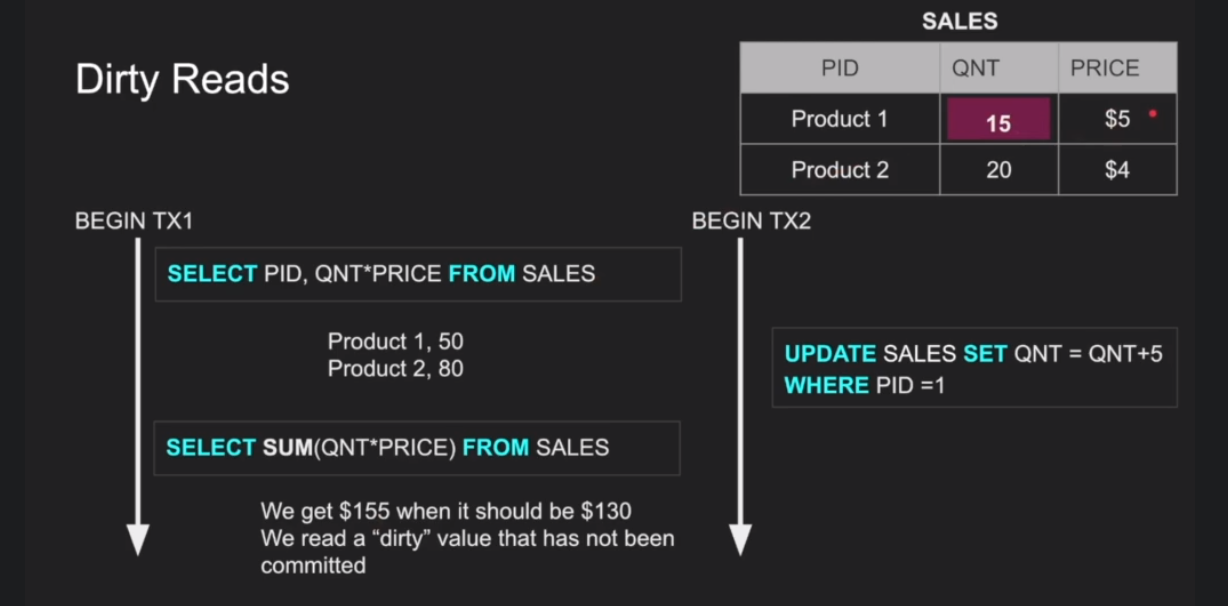 Dirty Reads
SALES
PID QNT PRICE
Product 1 15 $5
Product 2 20 $4
BEGIN TX1
SELECT PID, QNT*PRICE FROM SALES
Product 1, 50
Product 2, 80
SELECT SUM(QNT*PRICE) FROM SALES
We get $155 when it should be $130
We read a “dirty” value that has not been
committed
BEGIN TX2
UPDATE SALES SET QNT = QNT+5
WHERE PID =1